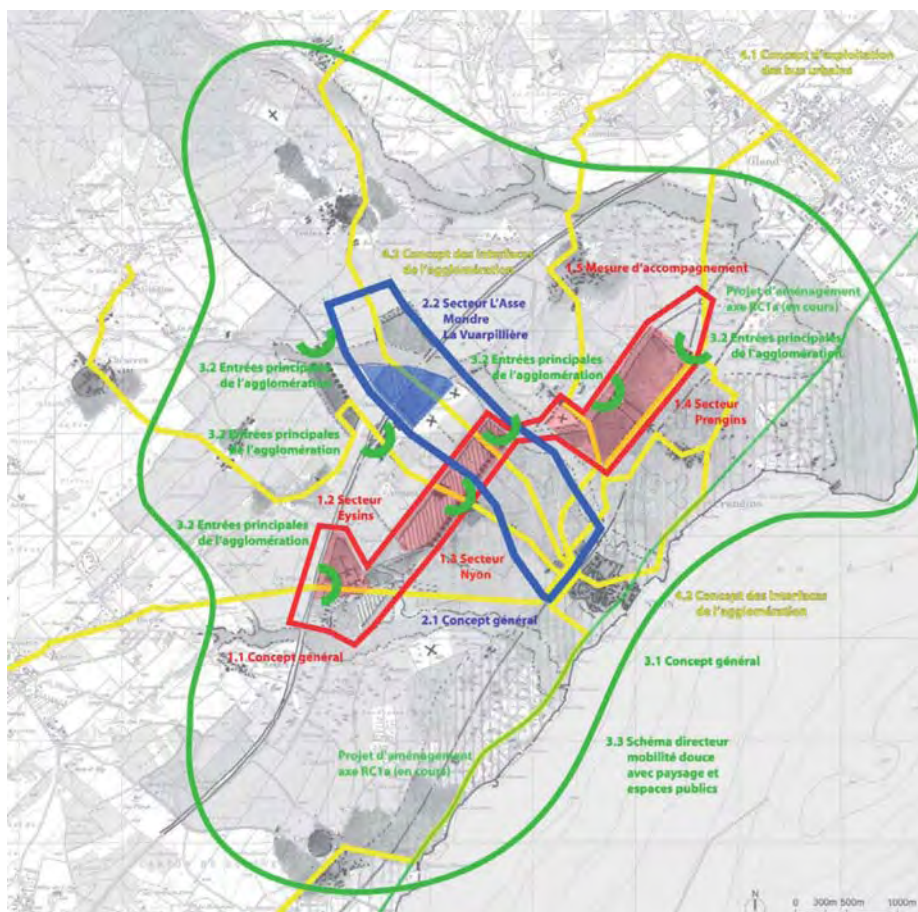 4.1 Concept d'exploitation
des bus urbains
Gland
4.2 Concept des interfaces
de l'agglomération
1.5 Mesure d'accompagnement
2.2 Secteur L'Asse
Mondre
La Vuarpillière
Projet d'aménagement
axe RC1a (en cours)
3.2 Entrées principales
de l'agglomération
3.2 Entrées principales
de l'agglomération
3.2 Entrées principales
de l'agglomération
1.4 Secteur
Prangins
3.2 Entrées principales
de l'agglomération
1.2 Secteur
Eysins
3.2 Entrées principales
de l'agglomération
1.3 Secteur
Nyon
4.2 Concept des interfaces
de l'agglomération
2.1 Concept général
1.1 Concept général
3.1 Concept général
Projet d'aménagement
axe RC1a (en cours)
3.3 Schéma directeur
mobilité douce
avec paysage et
espaces publics
N
0 300m 500m 1000m